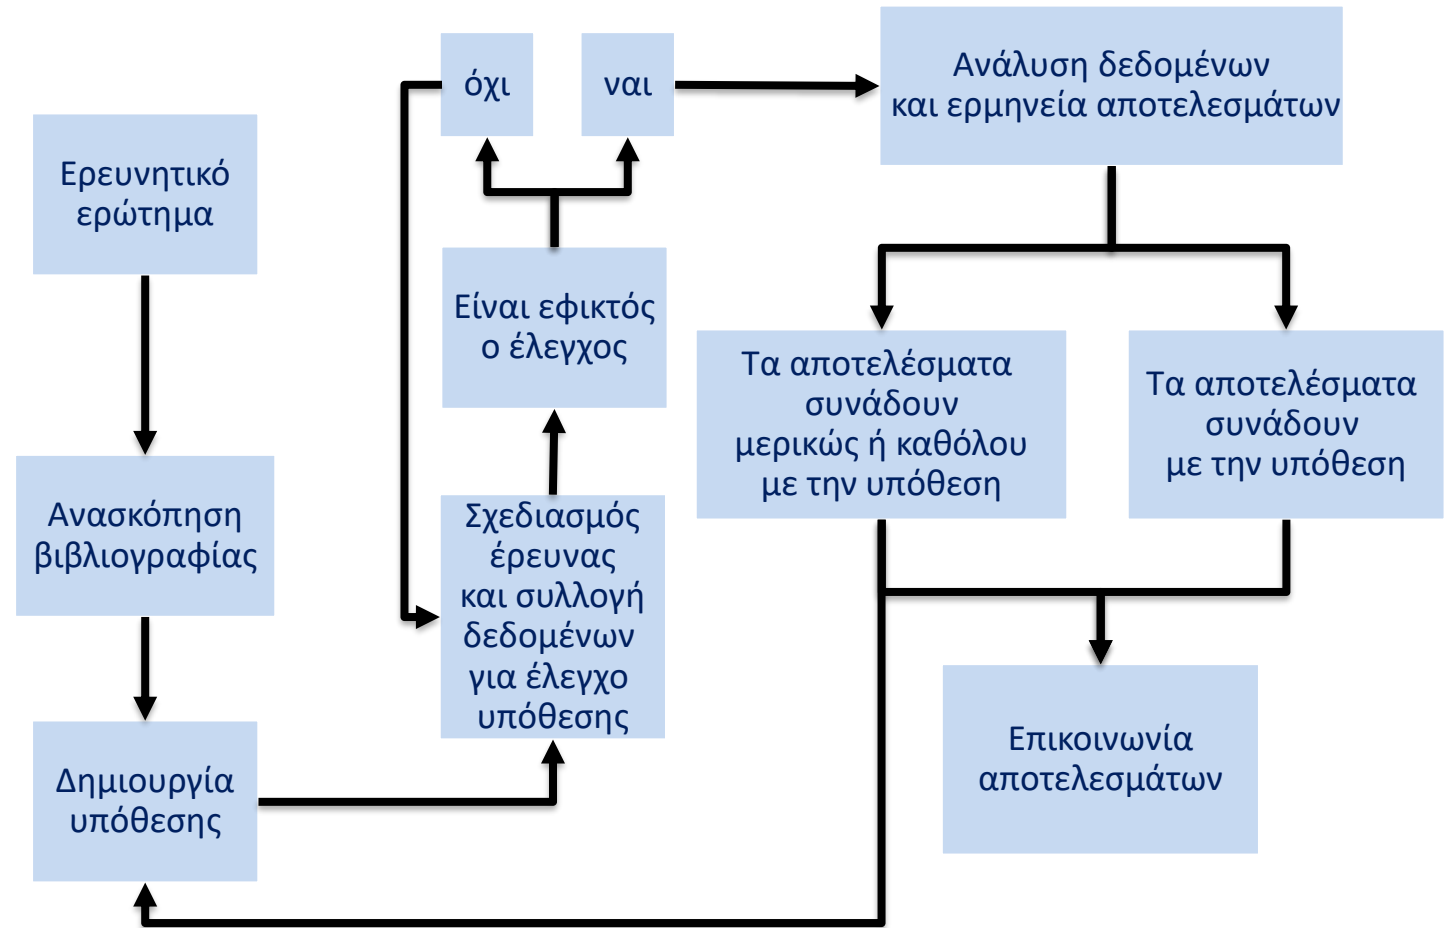 Ερευνητικό
ερώτημα
Ανασκόπηση
βιβλιογραφίας
Δημιουργία
υπόθεσης
Σχεδιασμός
έρευνας
και συλλογή
δεδομένων
για έλεγχο
υπόθεσης
Είναι εφικτός
ο έλεγχος
όχι
ναι
Ανάλυση δεδομένων
και ερμηνεία αποτελεσμάτων
Τα αποτελέσματα
συνάδουν
μερικώς ή καθόλου
με την υπόθεση
Τα αποτελέσματα
συνάδουν
με την υπόθεση
Επικοινωνία
αποτελεσμάτων